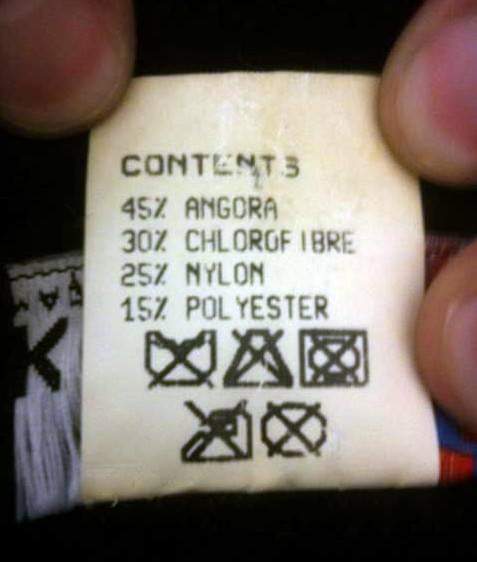 CONTENTS
45% ANGORA
30% CHLOROFIBRE
25% NYLON
15% POLYESTER
K